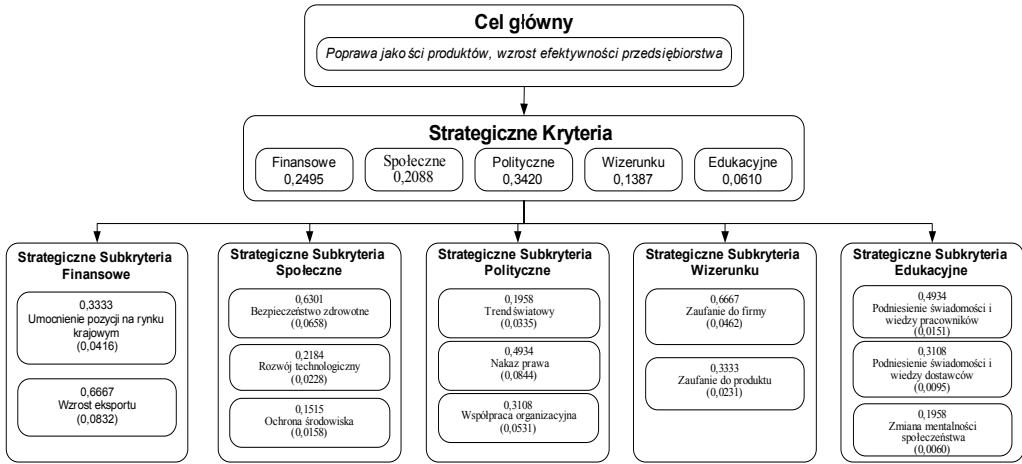 Cel główny
Poprawa jakości produktów, wzrost efektywności przedsiębiorstwa
Strategiczne Kryteria
Finansowe
0,2495
Społeczne
0,2088
Polityczne
0,3420
Wizerunku
0,1387
Edukacyjne
0,0610
Strategiczne Subkryteria
Finansowe
0,3333
Umocnienie pozycji na rynku
krajowym
(0,0416)
0,6667
Wzrost eksportu
(0,0832)
Strategiczne Subkryteria
Społeczne
0,6301
Bezpieczeństwo zdrowotne
(0,0658)
0,2184
Rozwój technologiczny
(0,0228)
0,1515
Ochrona środowiska
(0,0158)
Strategiczne Subkryteria
Polityczne
0,1958
Trend światowy
(0,0335)
0,4934
Nakaz prawa
(0,0844)
0,3108
Współpraca organizacyjna
(0,0531)
Strategiczne Subkryteria
Wizerunku
0,6667
Zaufanie do firmy
(0,0462)
0,3333
Zaufanie do produktu
(0,0231)
Strategiczne Subkryteria
Edukacyjne
0,4934
Podniesienie świadomości i
wiedzy pracowników
(0,0151)
0,3108
Podniesienie świadomości i
wiedzy dostawców
(0,0095)
0,1958
Zmiana mentalności
społeczeństwa
(0,0060)